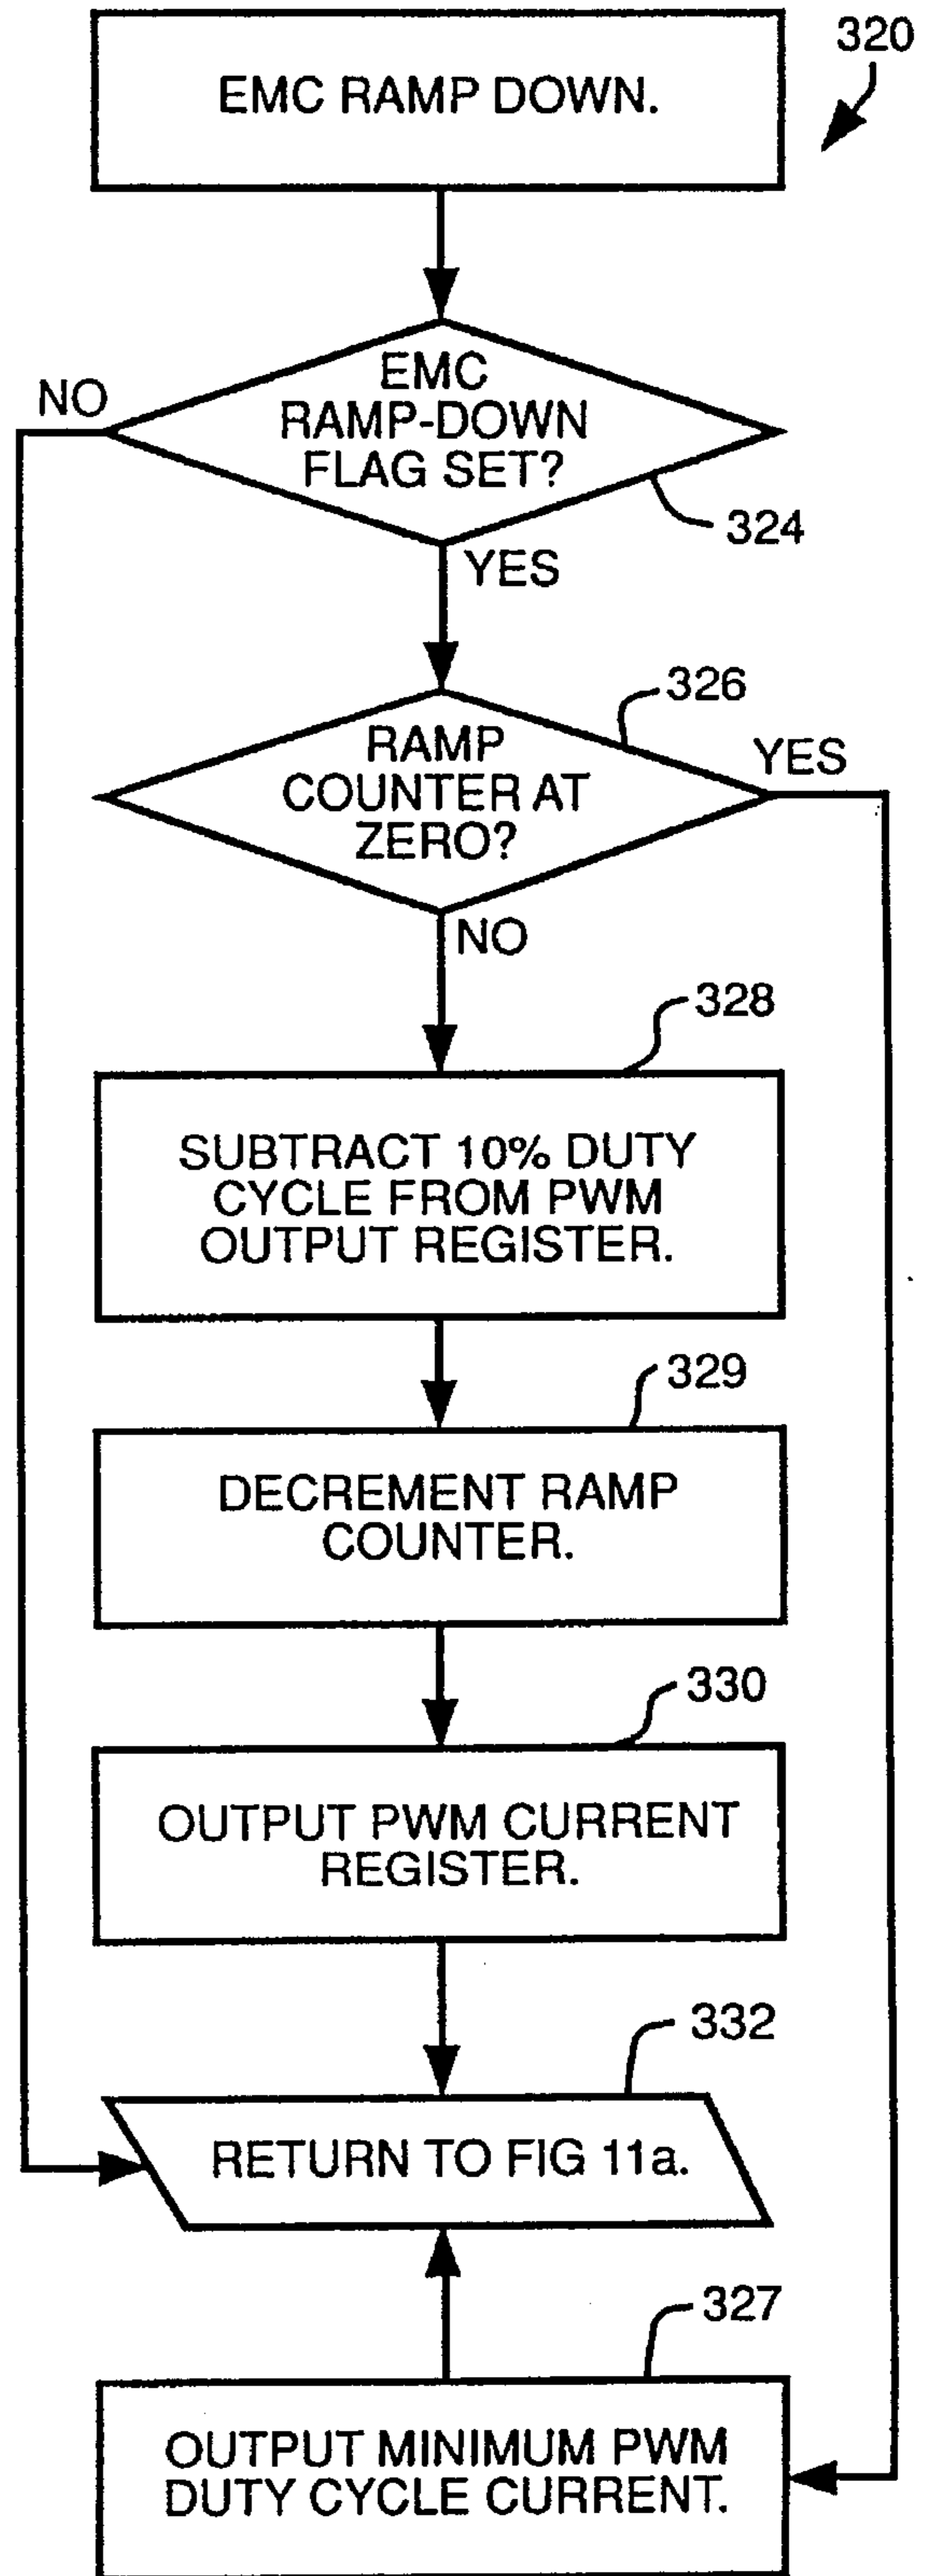 320
EMC RAMP DOWN.
NO
EMC
RAMP-DOWN
FLAG SET?
324
YES
326
RAMP
COUNTER AT
ZERO?
YES
NO
328
SUBTRACT 10% DUTY
CYCLE FROM PWM
OUTPUT REGISTER.
329
DECREMENT RAMP
COUNTER.
330
OUTPUT PWM CURRENT
REGISTER.
332
RETURN TO FIG 11a.
327
OUTPUT MINIMUM PWM
DUTY CYCLE CURRENT.